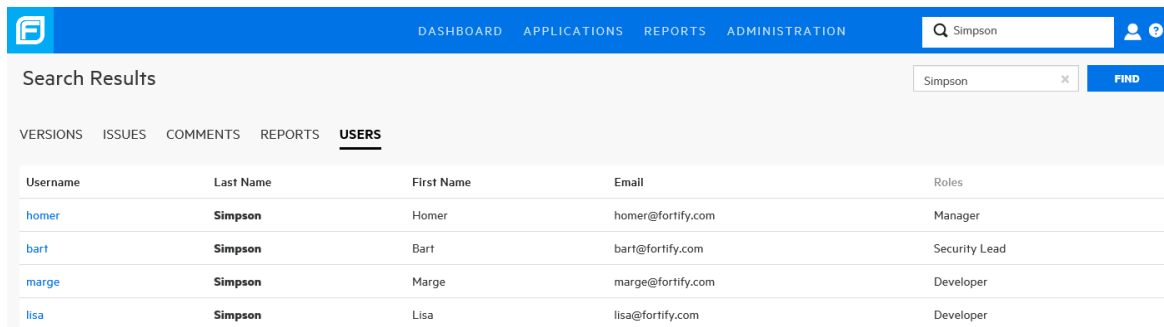 DASHBOARD APPLICATIONS REPORTS ADMINISTRATION Simpson ?
Search Results Simpson × FIND
VERSIONS ISSUES COMMENTS REPORTS USERS
Username Last Name First Name Email Roles
homer Simpson Homer homer@fortify.com Manager
bart Simpson Bart bart@fortify.com Security Lead
marge Simpson Marge marge@fortify.com Developer
lisa Simpson Lisa lisa@fortify.com Developer